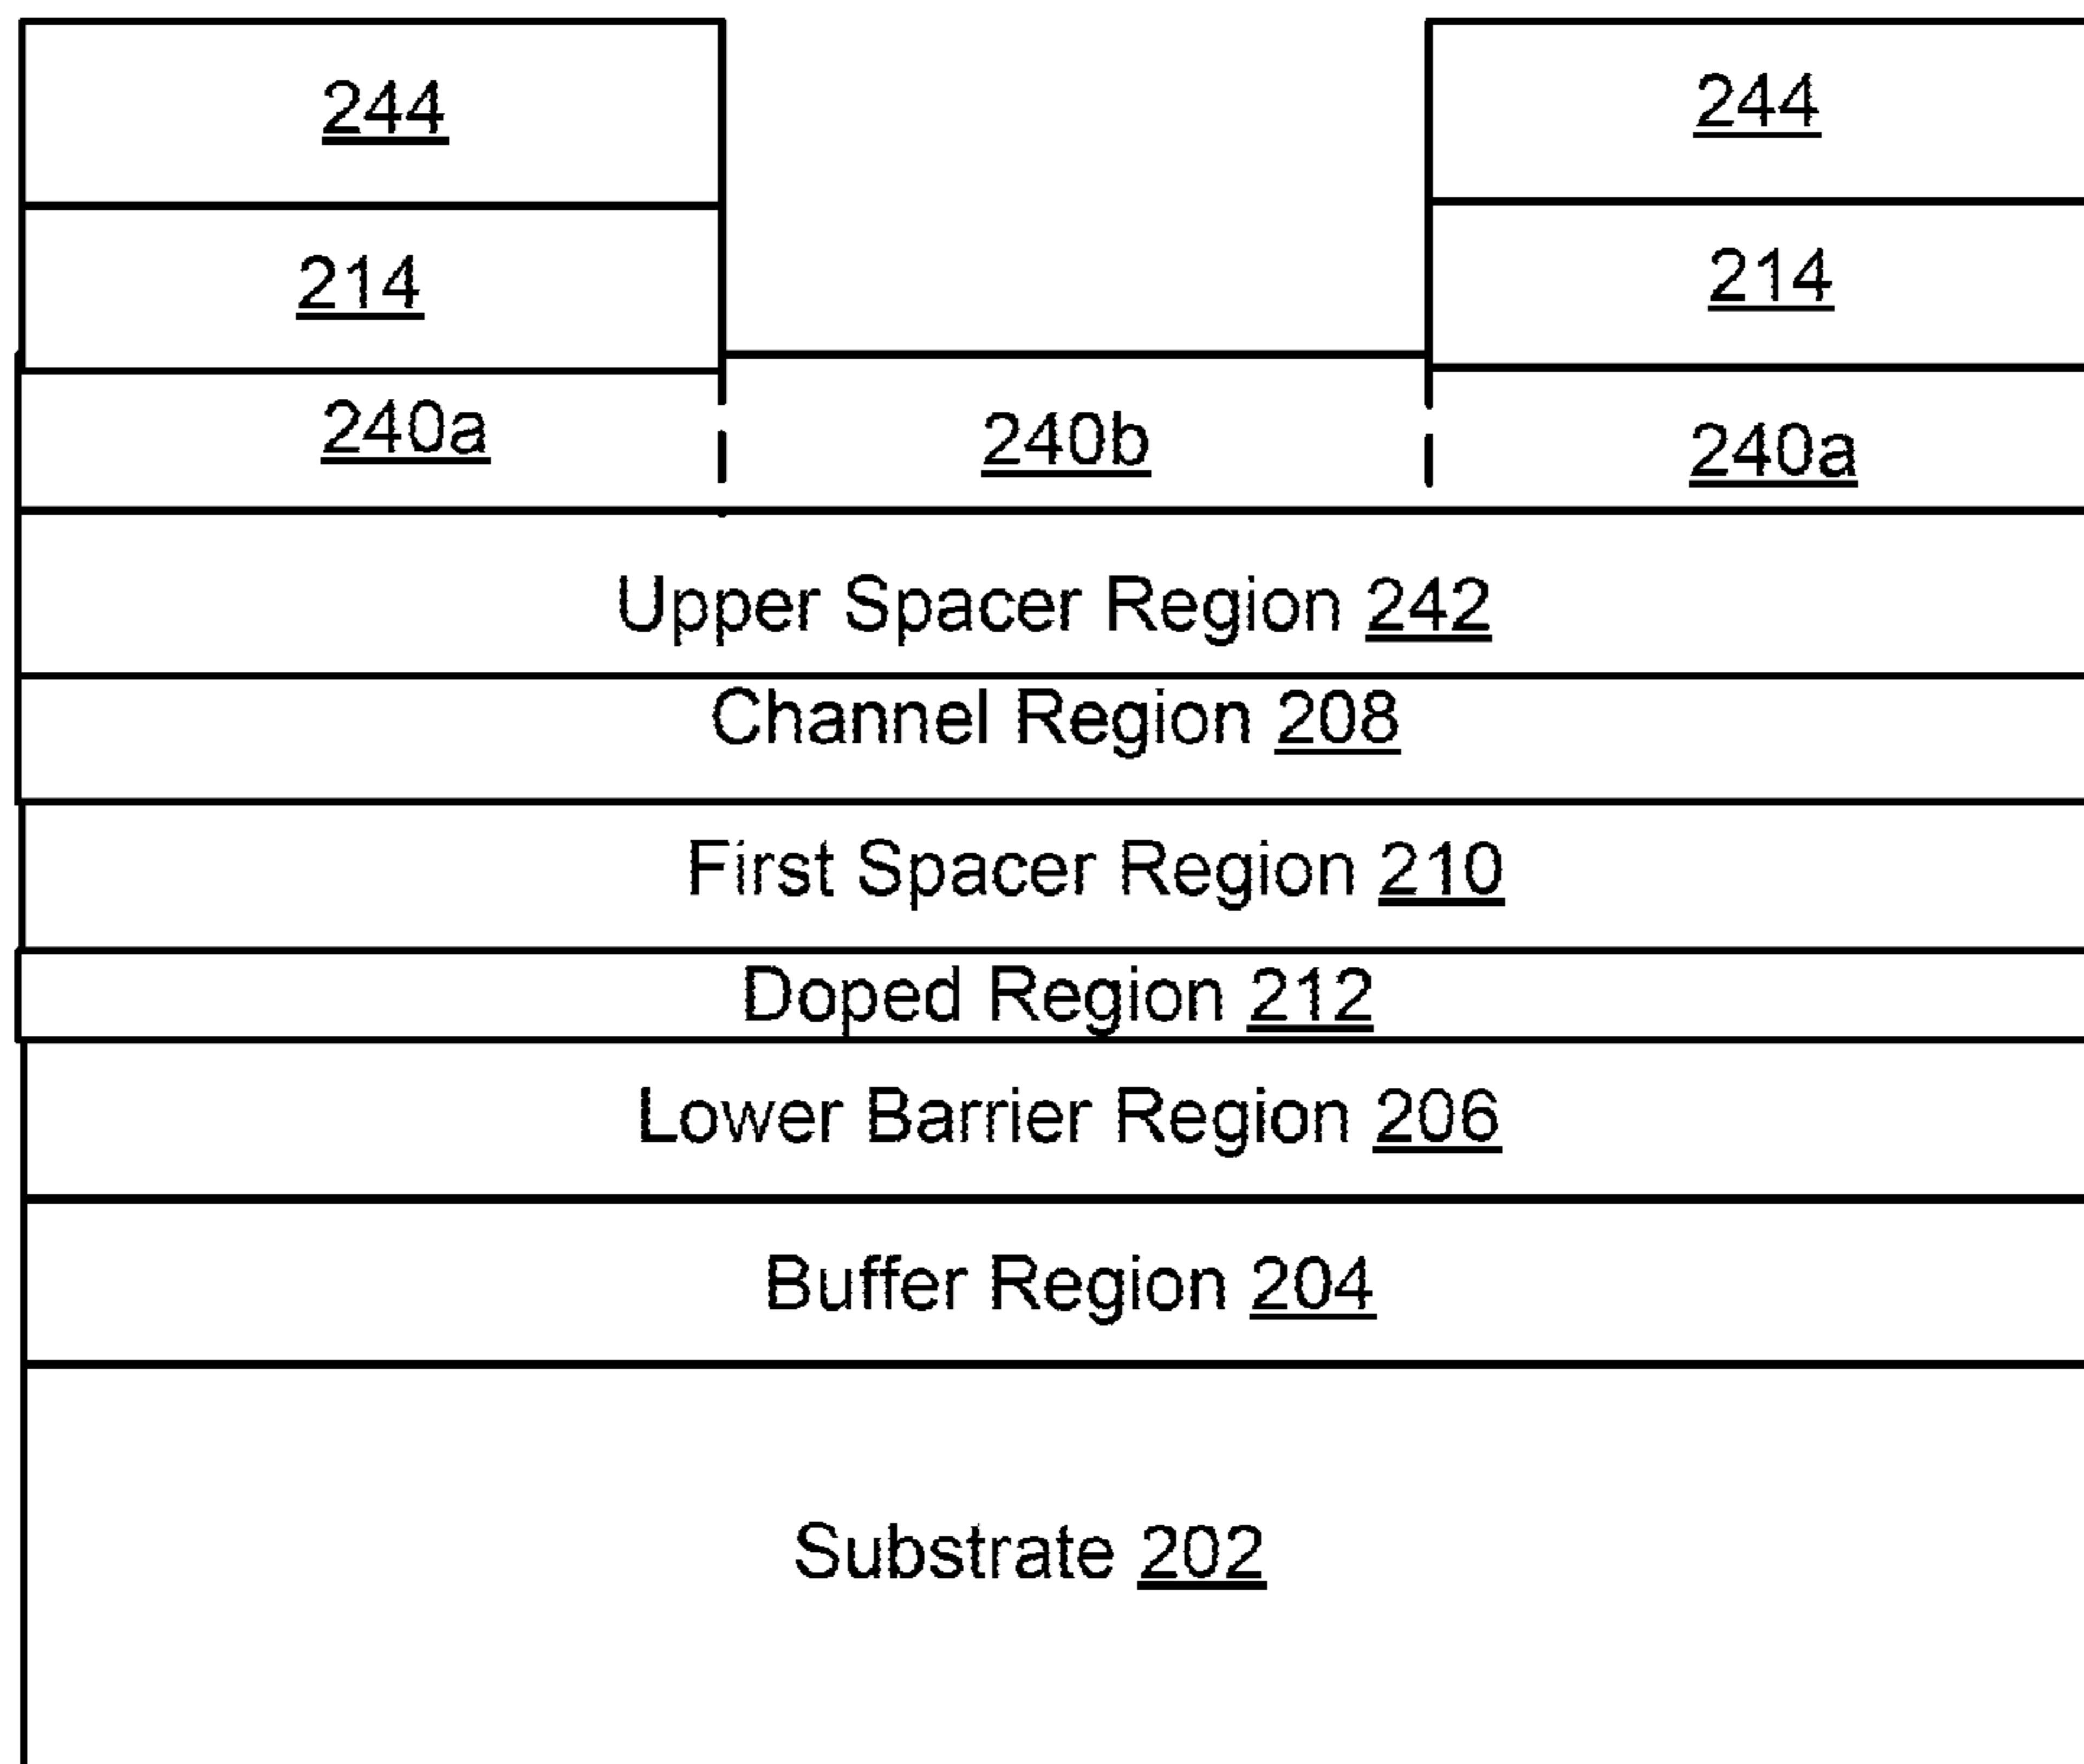 244 244
214 214
240a 240b 240a
Upper Spacer Region 242
Channel Region 208
First Spacer Region 210
Doped Region 212
Lower Barrier Region 206
Buffer Region 204
Substrate 202